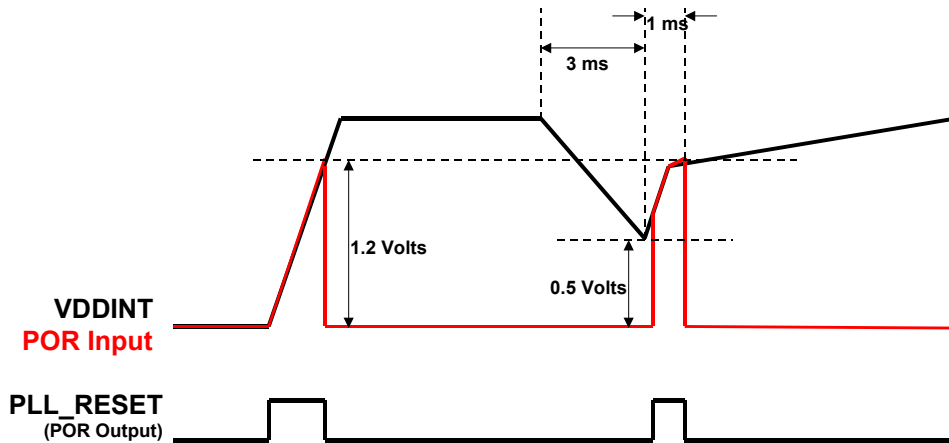 1 ms
3 ms
1.2 Volts
0.5 Volts
VDDINT
POR Input
PLL_RESET
(POR Output)